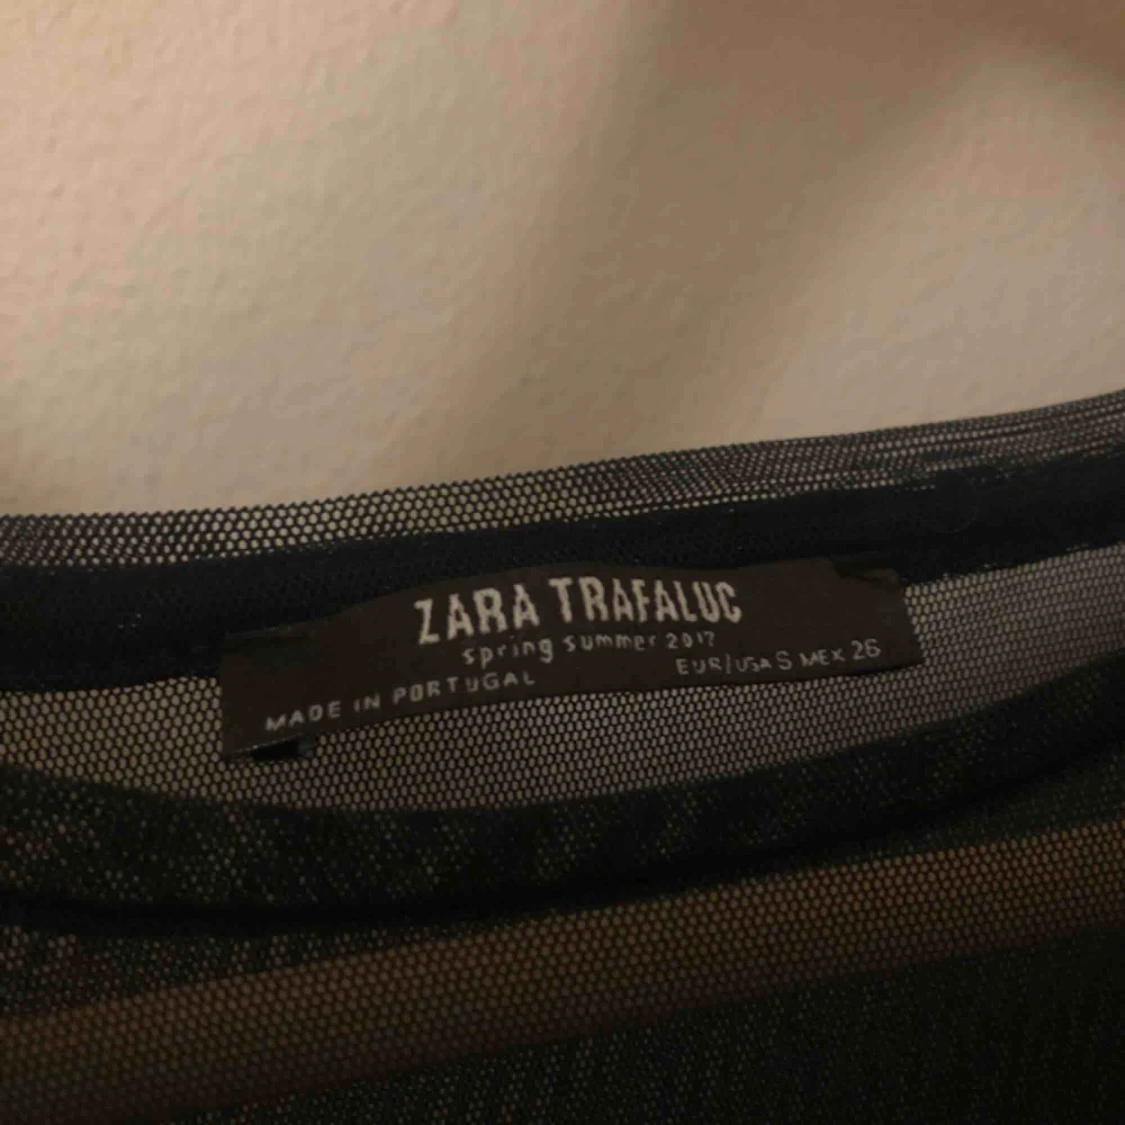 ZARA TRAFALUC
spring summer 2017
MADE IN PORTUGAL
EUR/USA S MEX 26